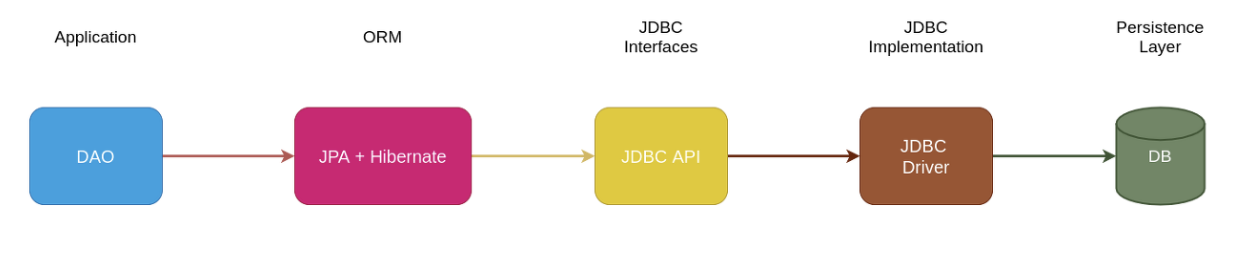 Application
ORM
JDBC
Interfaces
JDBC
Implementation
Persistence
Layer
DAO
JPA + Hibernate
JDBC API
JDBC
Driver
DB